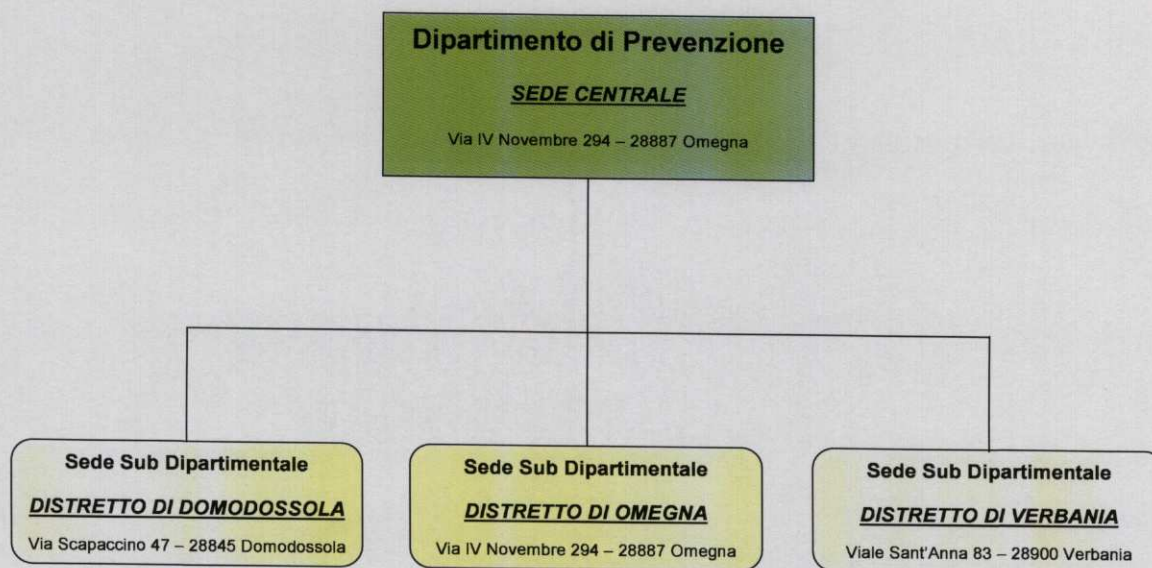 Dipartimento di Prevenzione
SEDE CENTRALE
Via IV Novembre 294 – 28887 Omegna
Sede Sub Dipartimentale
DISTRETTO DI DOMODOSSOLA
Via Scapaccino 47 – 28845 Domodossola
Sede Sub Dipartimentale
DISTRETTO DI OMEGNA
Via IV Novembre 294 – 28887 Omegna
Sede Sub Dipartimentale
DISTRETTO DI VERBANIA
Viale Sant'Anna 83 – 28900 Verbania